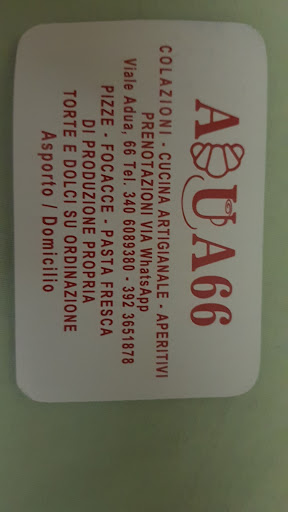 ADUA66
COLAZIONI - CUCINA ARTIGIANALE - APERITIVI
PRENOTAZIONI VIA WhatsApp
Viale Adua, 66 Tel. 340 6089380 - 392 3651878
PIZZE - FOCACCE - PASTA FRESCA
DI PRODUZIONE PROPRIA
TORTE E DOLCI SU ORDINAZIONE
Asporto / Domicilio